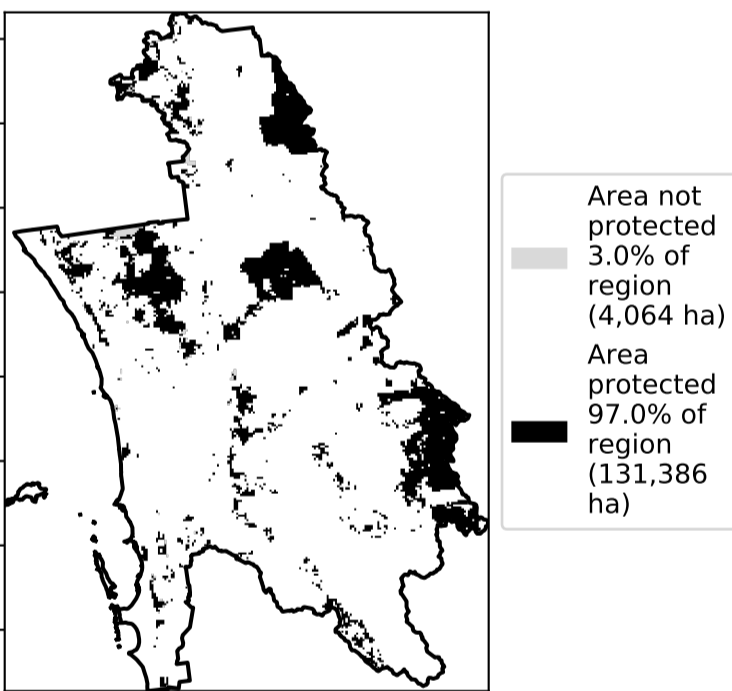 Area not
protected
3.0% of
region
(4,064 ha)
Area
protected
97.0% of
region
(131,386
ha)